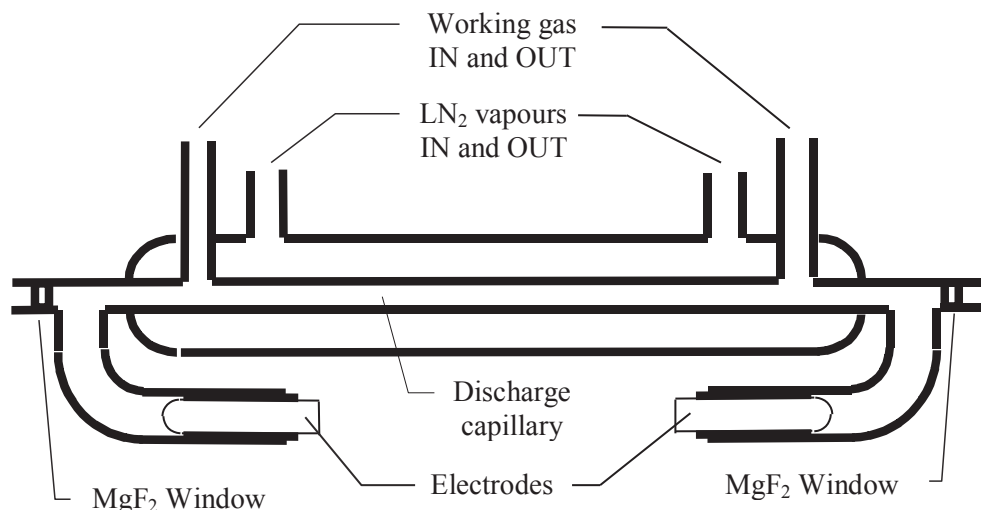 Working gas
IN and OUT
LN₂ vapours
IN and OUT
Discharge
capillary
Electrodes
MgF₂ Window
MgF₂ Window